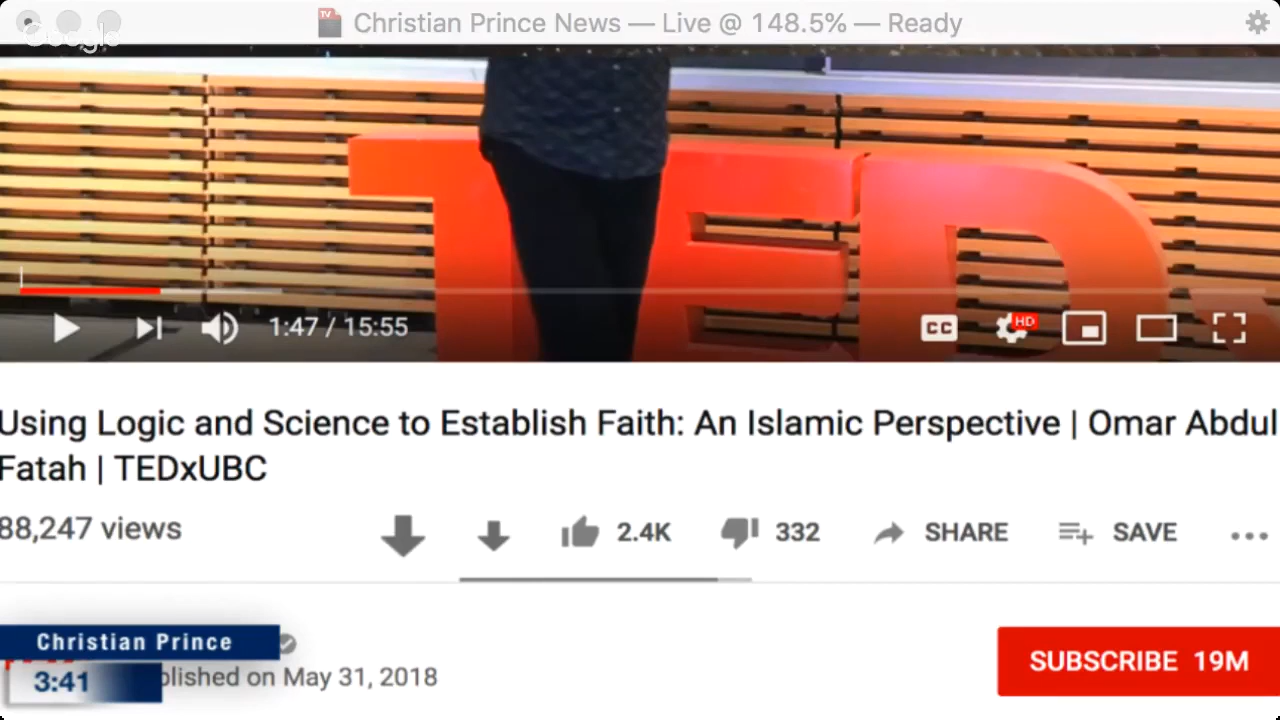 Christian Prince News — Live @ 148.5% — Ready
Google
TED
1:47 / 15:55
CC
HD
Using Logic and Science to Establish Faith: An Islamic Perspective | Omar Abdul
Fatah | TEDxUBC
88,247 views
2.4K
332
SHARE
SAVE
Christian Prince
3:41
blished on May 31, 2018
SUBSCRIBE 19M